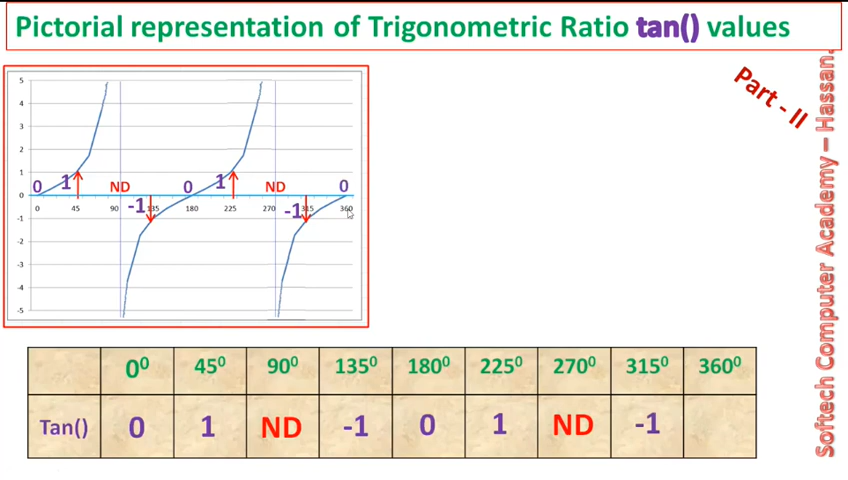 Pictorial representation of Trigonometric Ratio tan() values
Part - II
Softech Computer Academy – Hassan.
5
4
3
2
1
0
-1
-2
-3
-4
-5
0 1 ND -1 0 1 ND -1 0
0 45 90 135 180 225 270 315 360
0⁰ 45⁰ 90⁰ 135⁰ 180⁰ 225⁰ 270⁰ 315⁰ 360⁰
Tan() 0 1 ND -1 0 1 ND -1